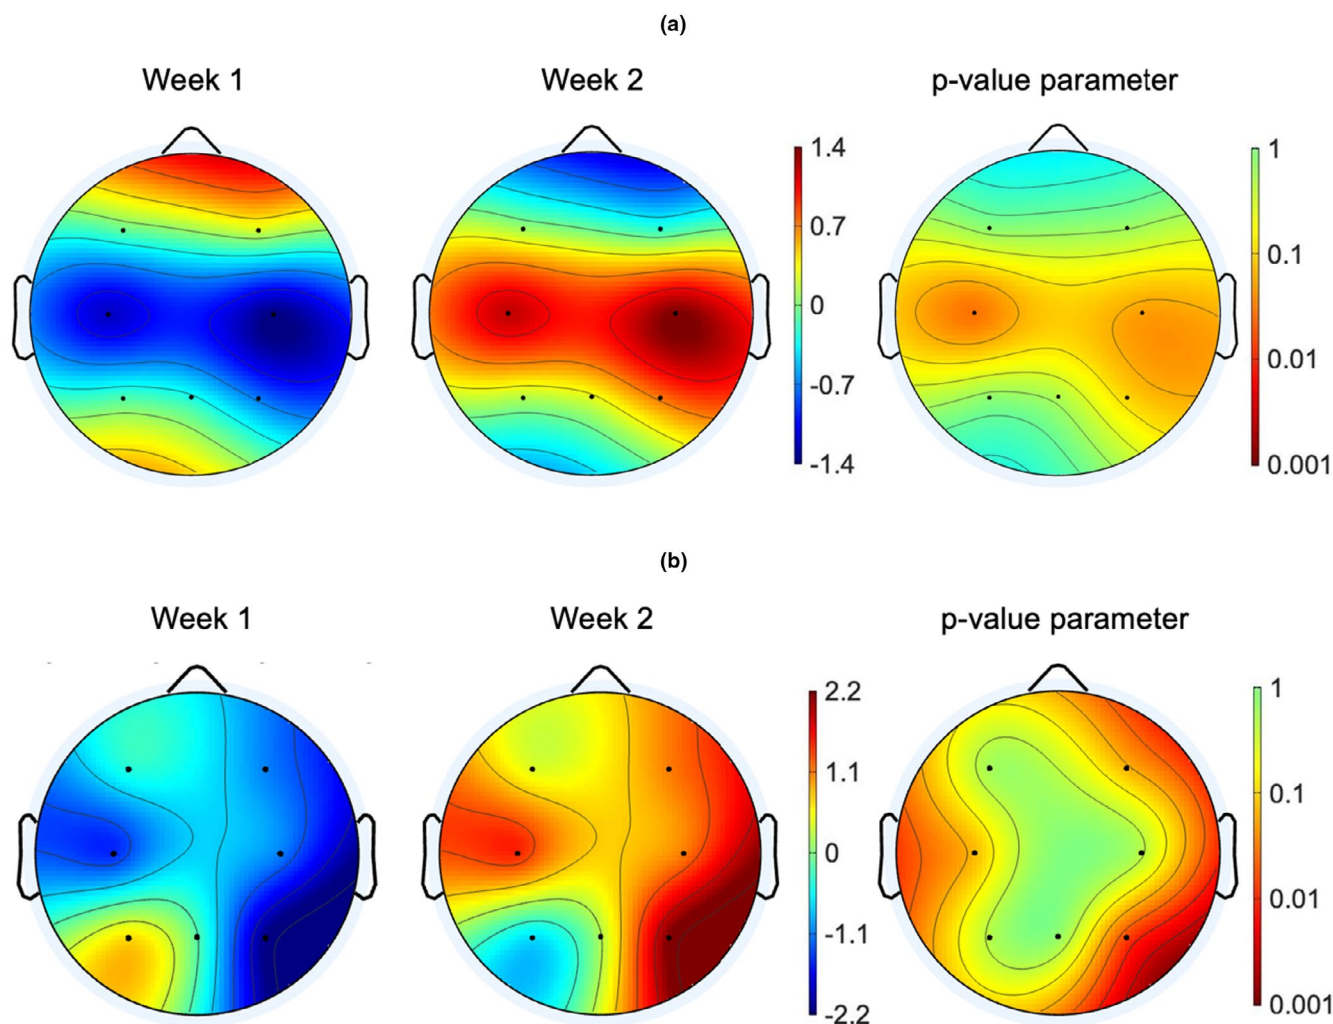 (a)
Week 1
Week 2
p-value parameter
1.4
0.7
0
-0.7
-1.4
1
0.1
0.01
0.001
(b)
Week 1
Week 2
p-value parameter
2.2
1.1
0
-1.1
-2.2
1
0.1
0.01
0.001